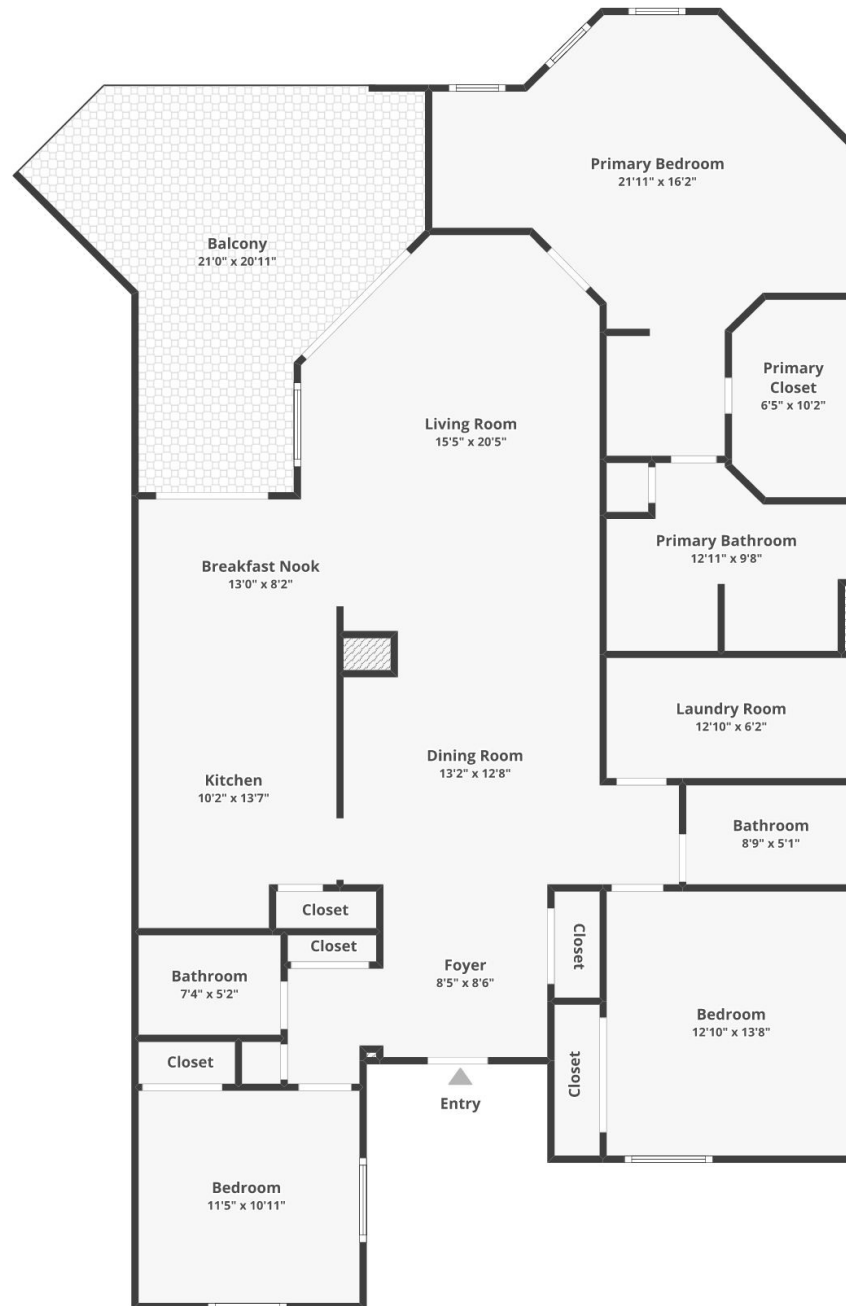 Primary Bedroom
21'11" x 16'2"
Balcony
21'0" x 20'11"
Primary
Closet
6'5" x 10'2"
Living Room
15'5" x 20'5"
Primary Bathroom
12'11" x 9'8"
Breakfast Nook
13'0" x 8'2"
Laundry Room
12'10" x 6'2"
Dining Room
13'2" x 12'8"
Kitchen
10'2" x 13'7"
Bathroom
8'9" x 5'1"
Closet
Closet
Closet
Foyer
8'5" x 8'6"
Bathroom
7'4" x 5'2"
Bedroom
12'10" x 13'8"
Closet
Closet
Entry
Bedroom
11'5" x 10'11"